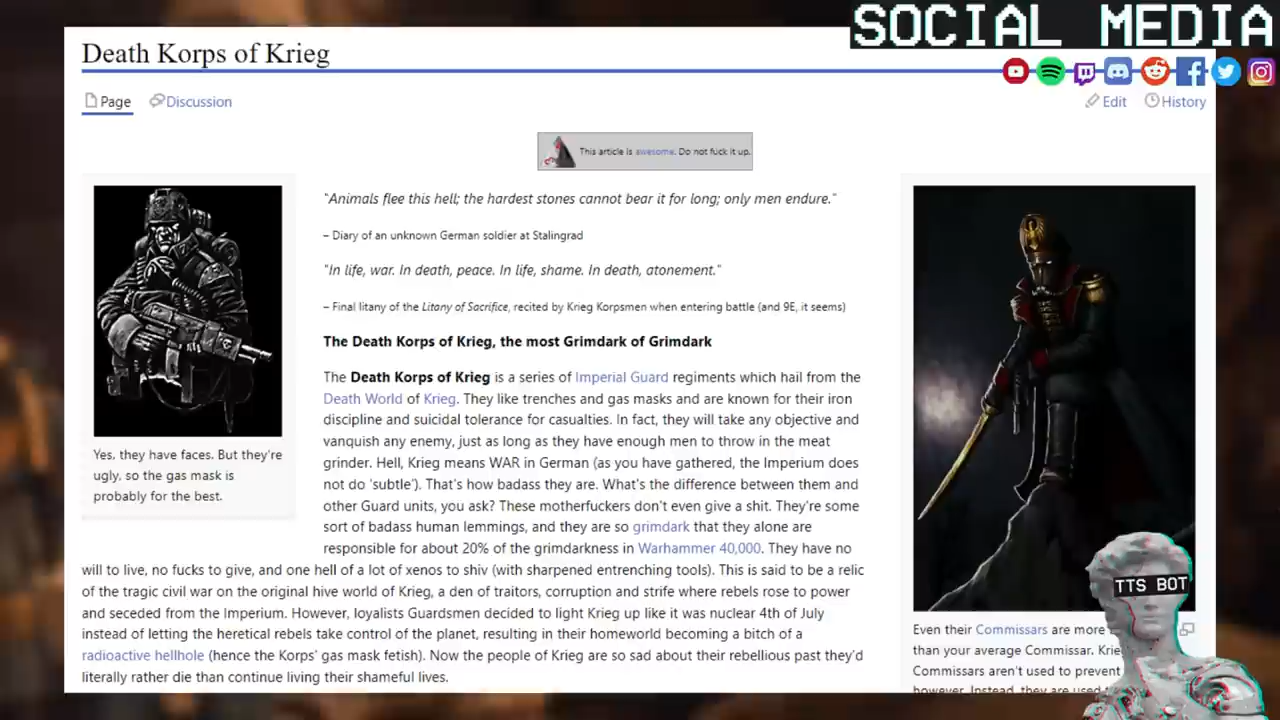 SOCIAL MEDIA
Death Korps of Krieg
Page
Discussion
Edit
History
This article is awesome. Do not fuck it up.
"Animals flee this hell; the hardest stones cannot bear it for long; only men endure."
– Diary of an unknown German soldier at Stalingrad
"In life, war. In death, peace. In life, shame. In death, atonement."
– Final litany of the Litany of Sacrifice, recited by Krieg Korpsmen when entering battle (and 9E, it seems)
The Death Korps of Krieg, the most Grimdark of Grimdark
The Death Korps of Krieg is a series of Imperial Guard regiments which hail from the
Death World of Krieg. They like trenches and gas masks and are known for their iron
discipline and suicidal tolerance for casualties. In fact, they will take any objective and
vanquish any enemy, just as long as they have enough men to throw in the meat
grinder. Hell, Krieg means WAR in German (as you have gathered, the Imperium does
not do 'subtle'). That's how badass they are. What's the difference between them and
other Guard units, you ask? These motherfuckers don't even give a shit. They're some
sort of badass human lemmings, and they are so grimdark that they alone are
responsible for about 20% of the grimdarkness in Warhammer 40,000. They have no
will to live, no fucks to give, and one hell of a lot of xenos to shiv (with sharpened entrenching tools). This is said to be a relic
of the tragic civil war on the original hive world of Krieg, a den of traitors, corruption and strife where rebels rose to power
and seceded from the Imperium. However, loyalists Guardsmen decided to light Krieg up like it was nuclear 4th of July
instead of letting the heretical rebels take control of the planet, resulting in their homeworld becoming a bitch of a
radioactive hellhole (hence the Korps' gas mask fetish). Now the people of Krieg are so sad about their rebellious past they'd
literally rather die than continue living their shameful lives.
Yes, they have faces. But they're
ugly, so the gas mask is
probably for the best.
Even their Commissars are more
than your average Commissar.
Commissars aren't used to prevent
however. Instead, they are used
TTS BOT